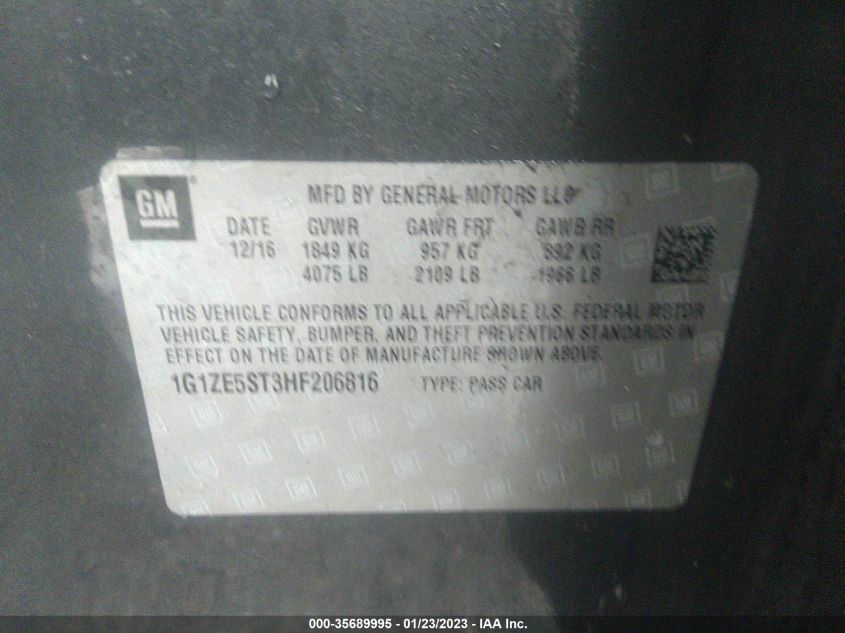 GM
MFD BY GENERAL MOTORS LLC
DATE GVWR GAWR FRT GAWR RR
12/16 1849 KG 957 KG 892 KG
4075 LB 2109 LB 1966 LB
THIS VEHICLE CONFORMS TO ALL APPLICABLE U.S. FEDERAL MOTOR
VEHICLE SAFETY, BUMPER, AND THEFT PREVENTION STANDARDS IN
EFFECT ON THE DATE OF MANUFACTURE SHOWN ABOVE.
1G1ZE5ST3HF206816 TYPE: PASS CAR
000-35689995 - 01/23/2023 - IAA Inc.